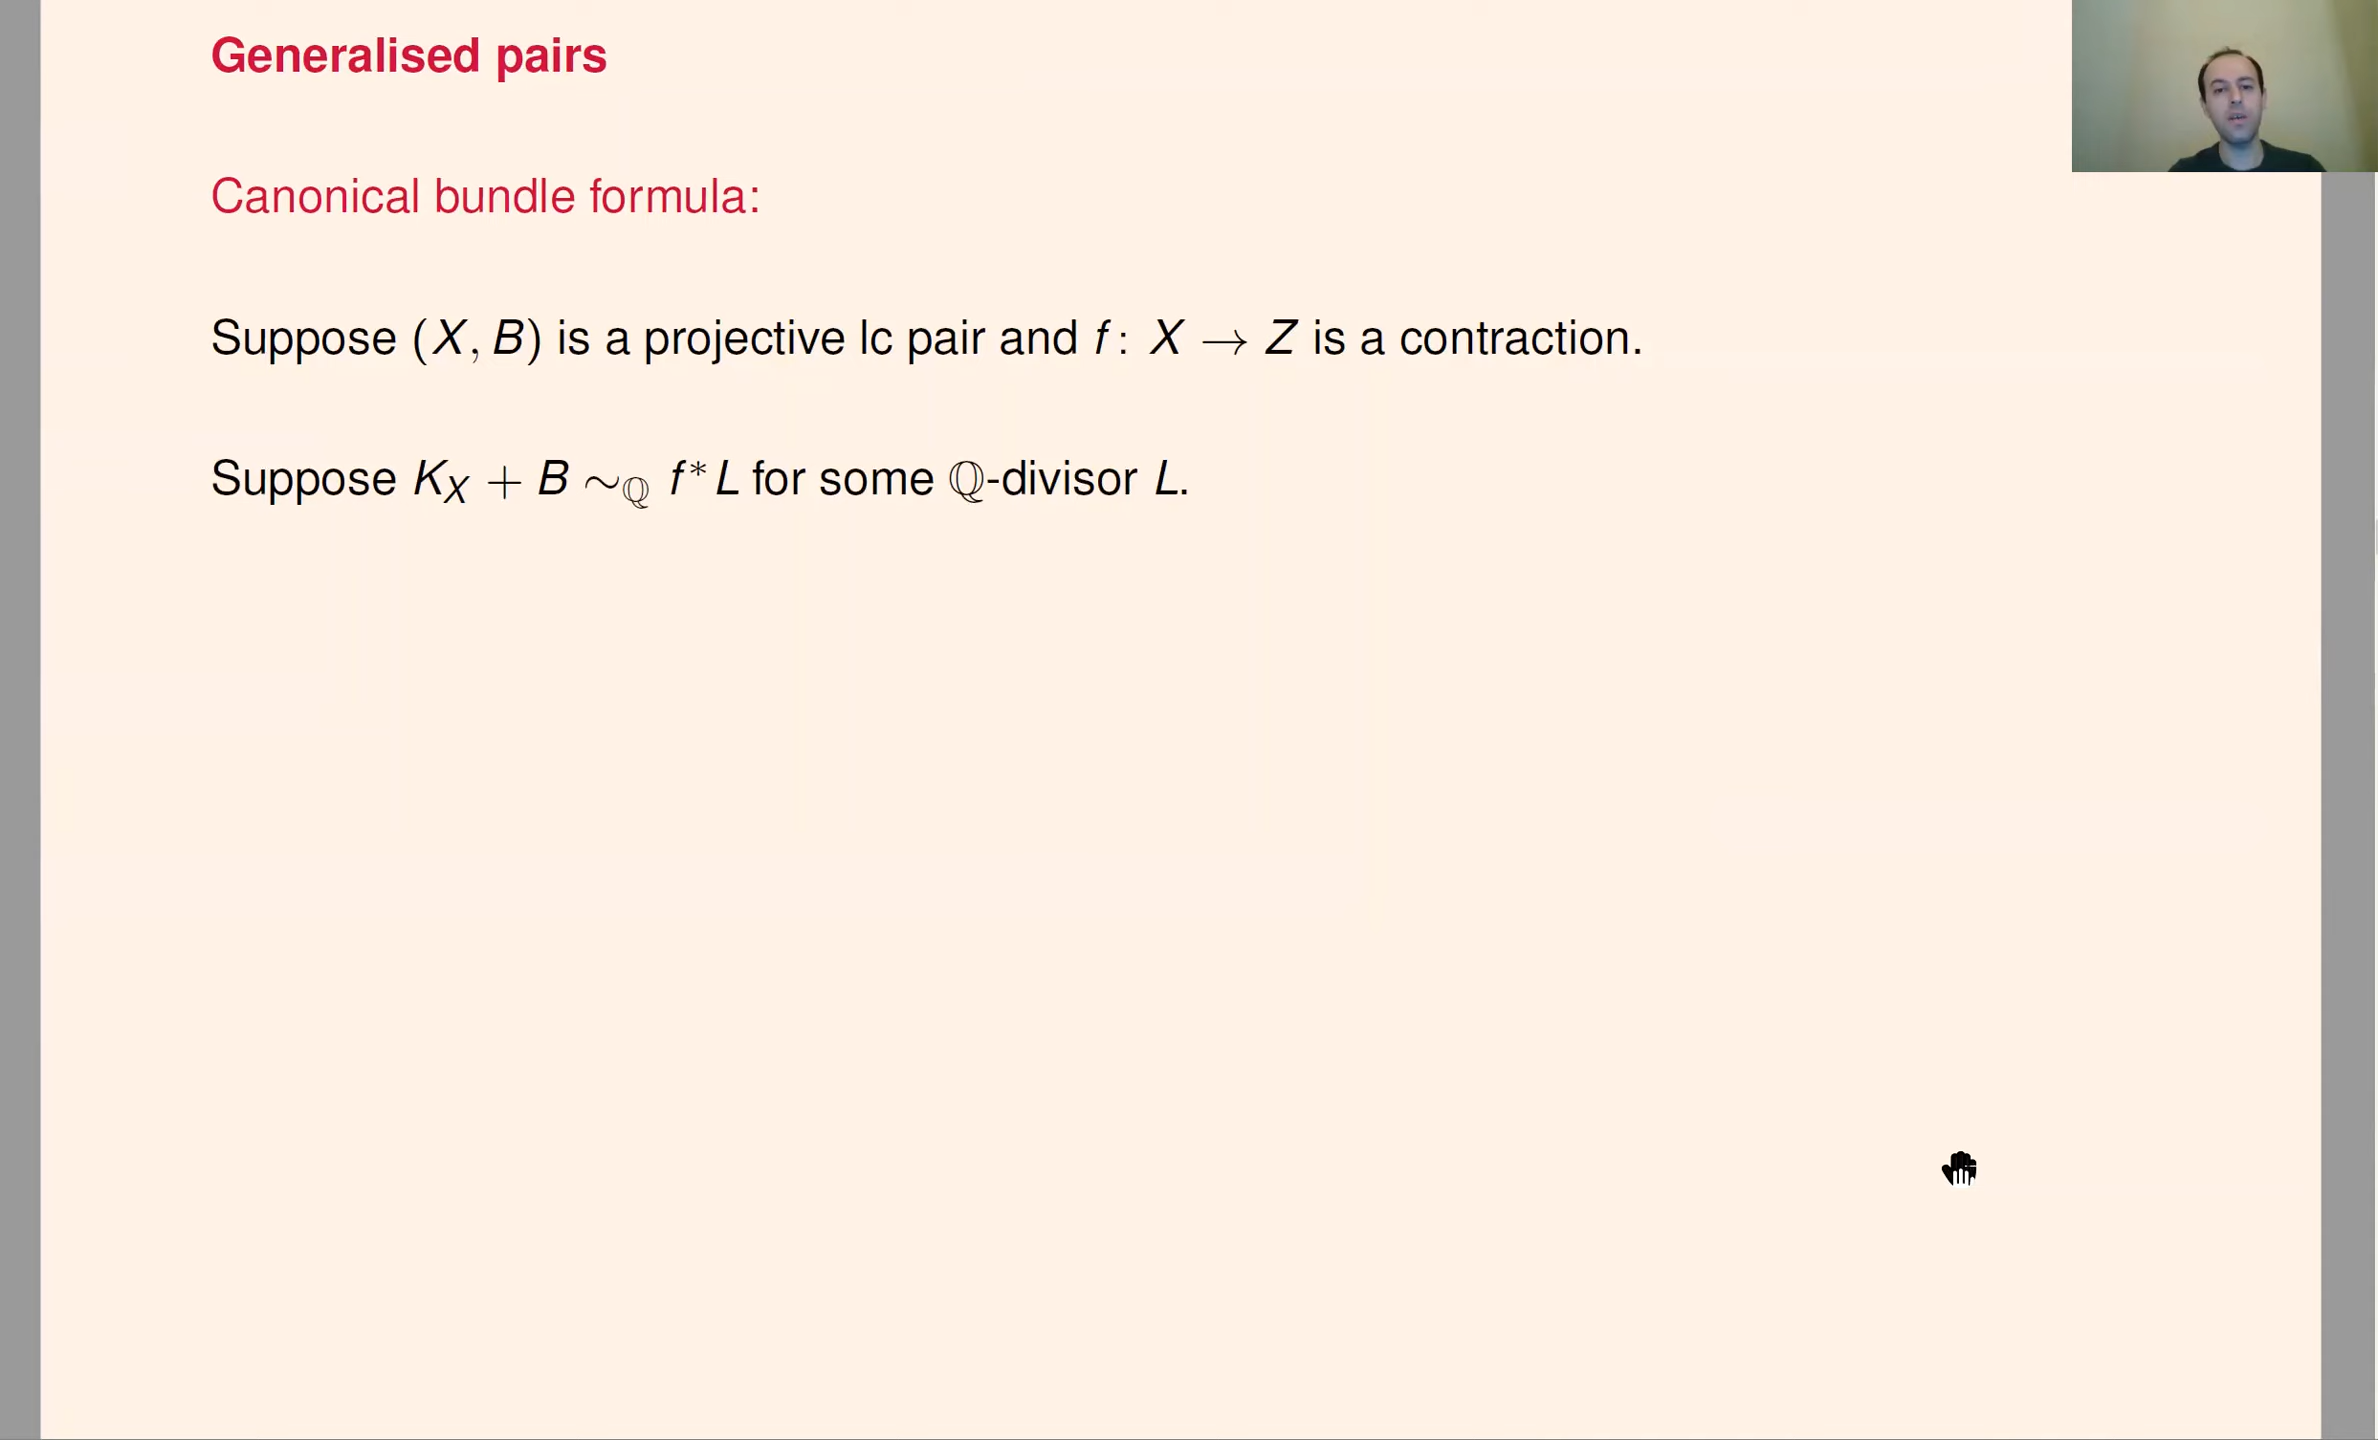 Generalised pairs
Canonical bundle formula:
Suppose (X, B) is a projective lc pair and f : X → Z is a contraction.
Suppose K_X + B ∼_ℚ f*L for some ℚ-divisor L.